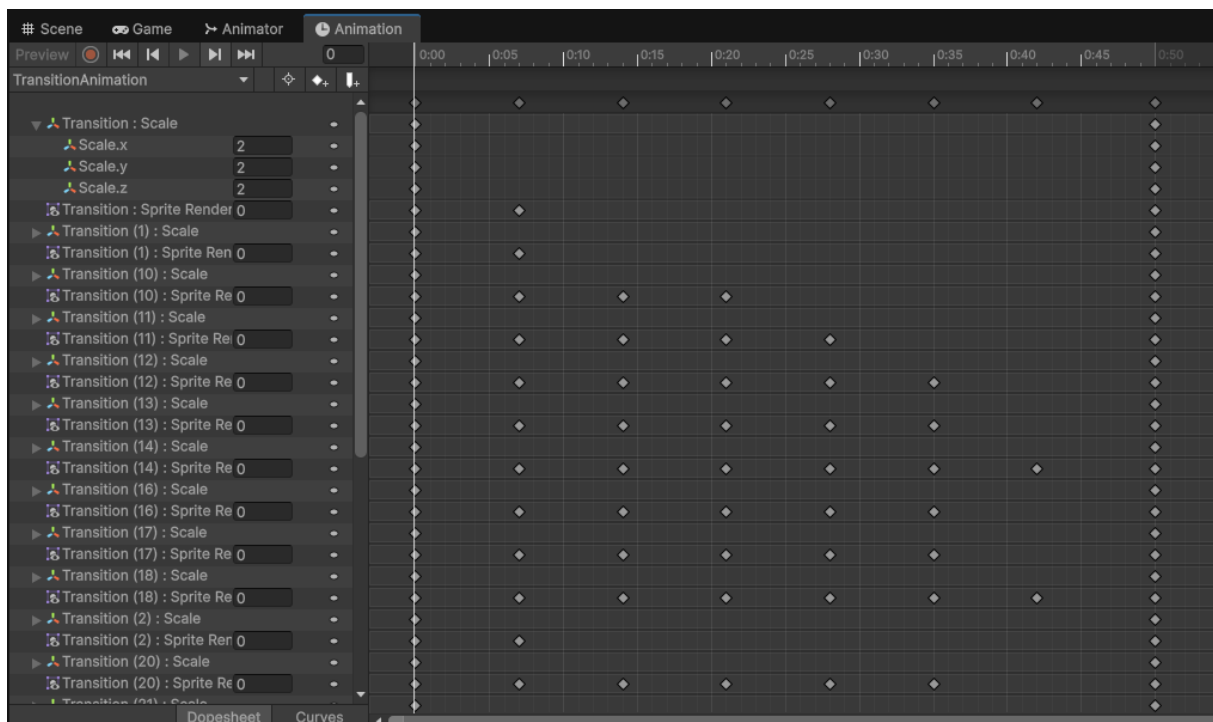 Scene Game Animator Animation
Preview 0 0:00 0:05 0:10 0:15 0:20 0:25 0:30 0:35 0:40 0:45 0:50
TransitionAnimation
Transition : Scale
Scale.x 2
Scale.y 2
Scale.z 2
Transition : Sprite Render 0
Transition (1) : Scale
Transition (1) : Sprite Ren 0
Transition (10) : Scale
Transition (10) : Sprite Re 0
Transition (11) : Scale
Transition (11) : Sprite Re 0
Transition (12) : Scale
Transition (12) : Sprite Re 0
Transition (13) : Scale
Transition (13) : Sprite Re 0
Transition (14) : Scale
Transition (14) : Sprite Re 0
Transition (16) : Scale
Transition (16) : Sprite Re 0
Transition (17) : Scale
Transition (17) : Sprite Re 0
Transition (18) : Scale
Transition (18) : Sprite Re 0
Transition (2) : Scale
Transition (2) : Sprite Ren 0
Transition (20) : Scale
Transition (20) : Sprite Re 0
Transition (21) : Scale
Dopesheet Curves